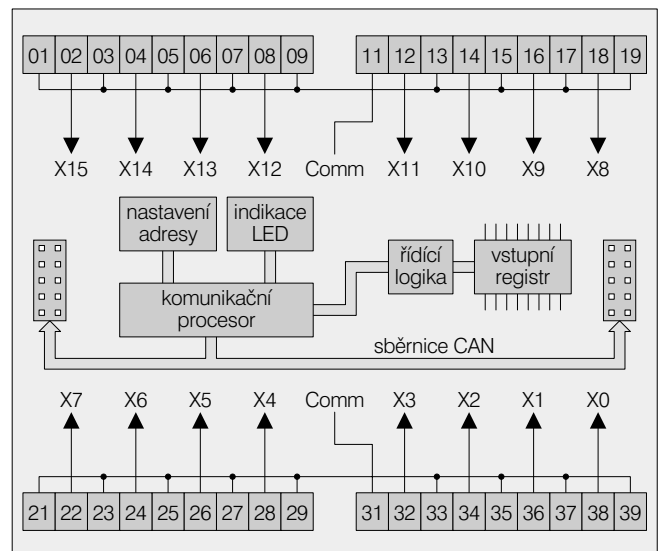 01 02 03 04 05 06 07 08 09 11 12 13 14 15 16 17 18 19
X15 X14 X13 X12 Comm X11 X10 X9 X8
nastavení
adresy
indikace
LED
řídící
logika
vstupní
registr
komunikační
procesor
sběrnice CAN
X7 X6 X5 X4 Comm X3 X2 X1 X0
21 22 23 24 25 26 27 28 29 31 32 33 34 35 36 37 38 39